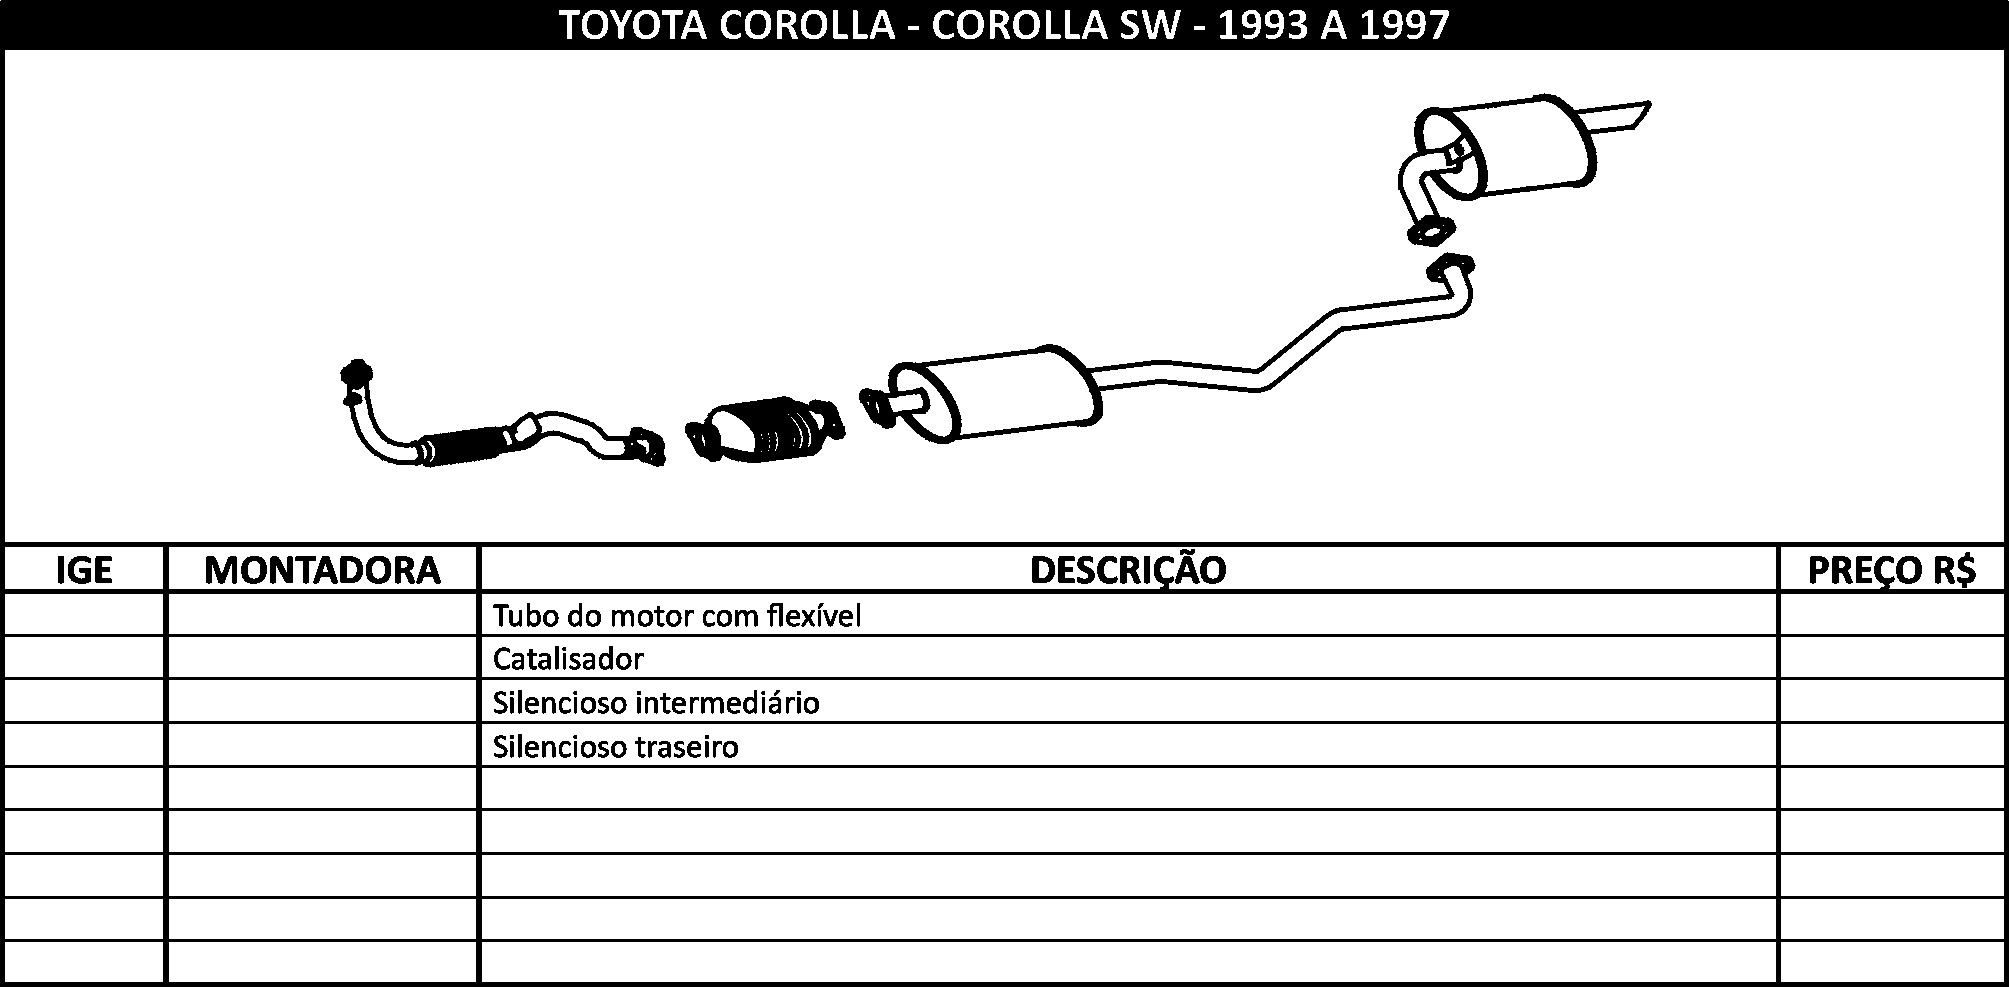 TOYOTA COROLLA - COROLLA SW - 1993 A 1997
IGE MONTADORA DESCRIÇÃO PREÇO R$
Tubo do motor com flexível
Catalisador
Silencioso intermediário
Silencioso traseiro